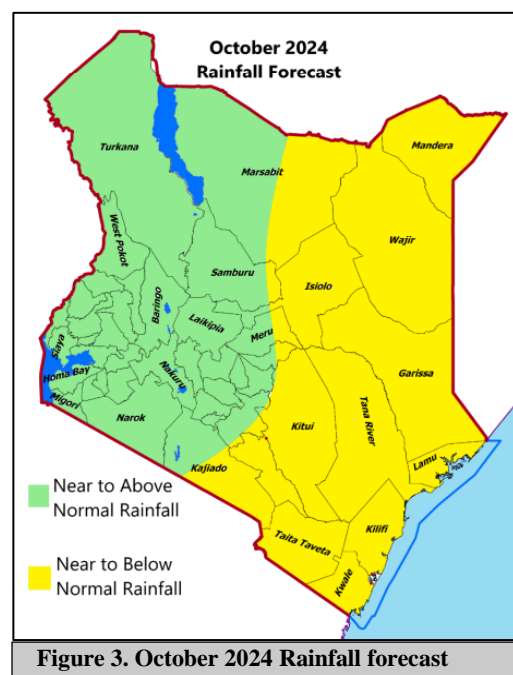 October 2024
Rainfall Forecast
Mandera
Turkana
Marsabit
West Pokot
Wajir
Samburu
Isiolo
Baringo
Laikipia
Meru
Siaya
Homa Bay
Nakuru
Garissa
Migori
Narok
Kitui
Tana River
Kajiado
Lamu
Near to Above
Normal Rainfall
Kilifi
Taita Taveta
Near to Below
Normal Rainfall
Kwale
Figure 3. October 2024 Rainfall forecast